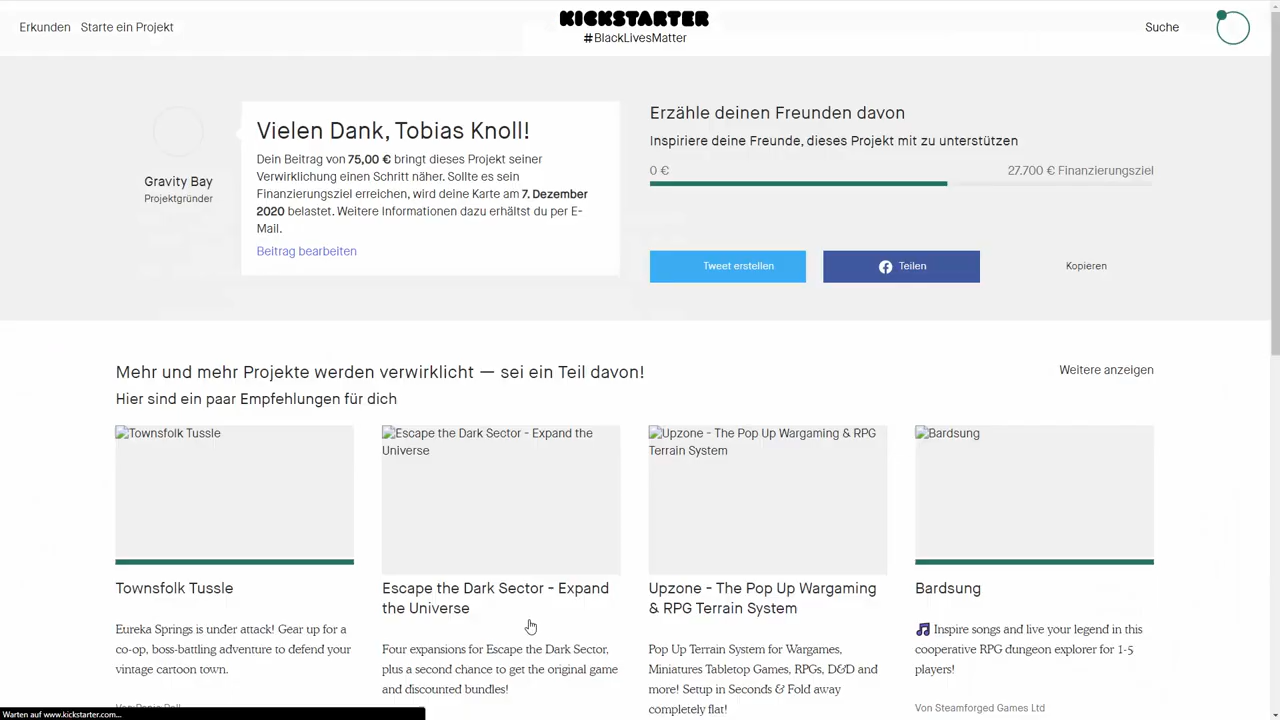 Erkunden Starte ein Projekt
KICKSTARTER
#BlackLivesMatter
Suche
Gravity Bay
Projektgründer
Vielen Dank, Tobias Knoll!
Dein Beitrag von 75,00 € bringt dieses Projekt seiner
Verwirklichung einen Schritt näher. Sollte es sein
Finanzierungsziel erreichen, wird deine Karte am 7. Dezember
2020 belastet. Weitere Informationen dazu erhältst du per E-
Mail.
Beitrag bearbeiten
Erzähle deinen Freunden davon
Inspiriere deine Freunde, dieses Projekt mit zu unterstützen
0 € 27.700 € Finanzierungsziel
Tweet erstellen Teilen Kopieren
Mehr und mehr Projekte werden verwirklicht — sei ein Teil davon!
Weitere anzeigen
Hier sind ein paar Empfehlungen für dich
Townsfolk Tussle
Townsfolk Tussle
Eureka Springs is under attack! Gear up for a
co-op, boss-battling adventure to defend your
vintage cartoon town.
Escape the Dark Sector - Expand the
Universe
Escape the Dark Sector - Expand
the Universe
Four expansions for Escape the Dark Sector,
plus a second chance to get the original game
and discounted bundles!
Upzone - The Pop Up Wargaming & RPG
Terrain System
Upzone - The Pop Up Wargaming
& RPG Terrain System
Pop Up Terrain System for Wargames,
Miniatures Tabletop Games, RPGs, D&D and
more! Setup in Seconds & Fold away
completely flat!
Bardsung
Bardsung
🎵 Inspire songs and live your legend in this
cooperative RPG dungeon explorer for 1-5
players!
Von Steamforged Games Ltd
Warten auf www.kickstarter.com...